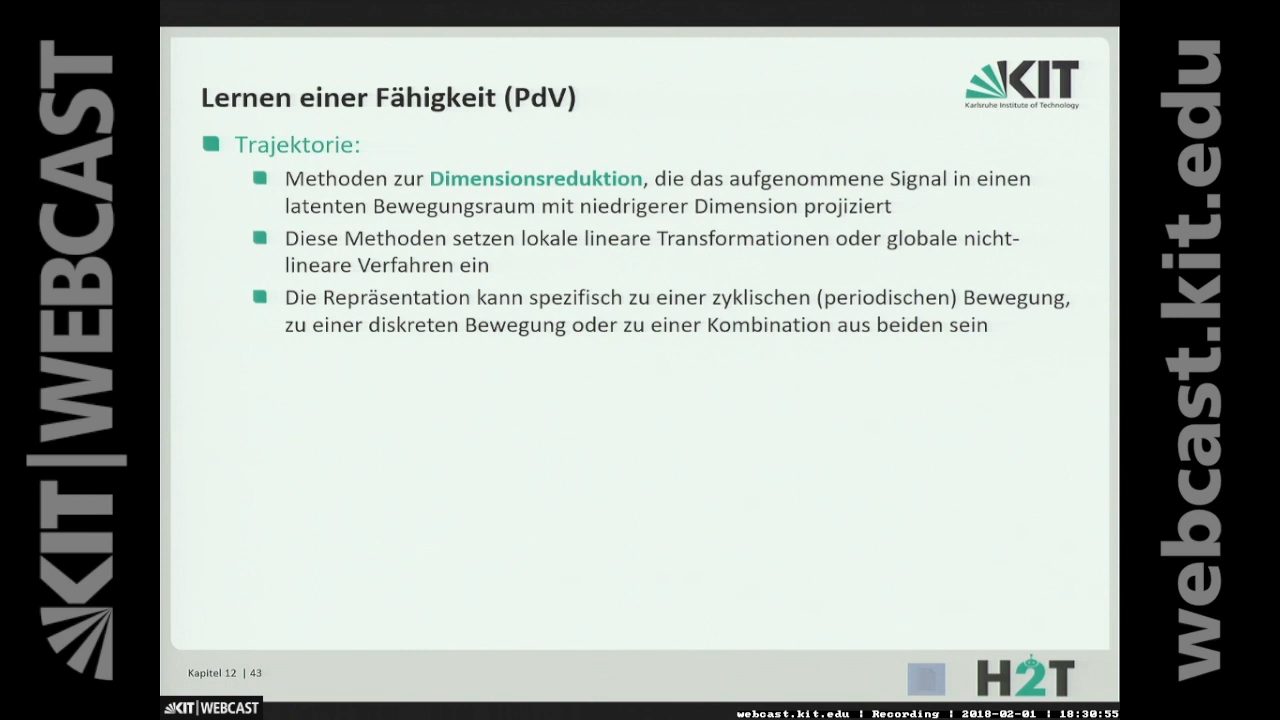 KIT|WEBCAST
KIT
Karlsruhe Institute of Technology
Lernen einer Fähigkeit (PdV)
Trajektorie:
Methoden zur Dimensionsreduktion, die das aufgenommene Signal in einen
latenten Bewegungsraum mit niedrigerer Dimension projiziert
Diese Methoden setzen lokale lineare Transformationen oder globale nicht-
lineare Verfahren ein
Die Repräsentation kann spezifisch zu einer zyklischen (periodischen) Bewegung,
zu einer diskreten Bewegung oder zu einer Kombination aus beiden sein
Kapitel 12 | 43
H2T
KIT|WEBCAST
webcast.kit.edu | Recording | 2018-02-01 | 18:30:55
webcast.kit.edu